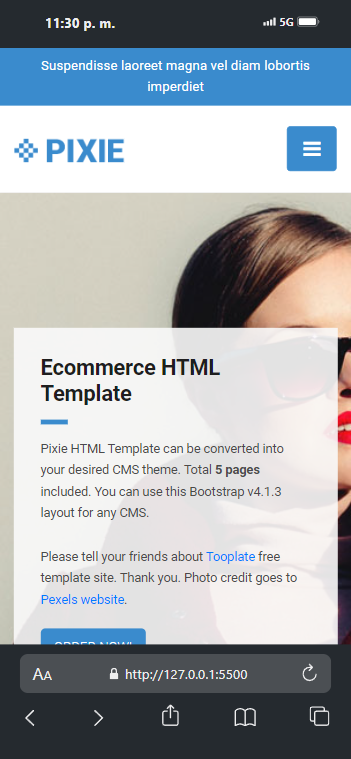 11:30 p. m.
5G
Suspendisse laoreet magna vel diam lobortis
imperdiet
PIXIE
Ecommerce HTML
Template
Pixie HTML Template can be converted into
your desired CMS theme. Total 5 pages
included. You can use this Bootstrap v4.1.3
layout for any CMS.
Please tell your friends about Tooplate free
template site. Thank you. Photo credit goes to
Pexels website.
ORDER NOW!
AA
http://127.0.0.1:5500